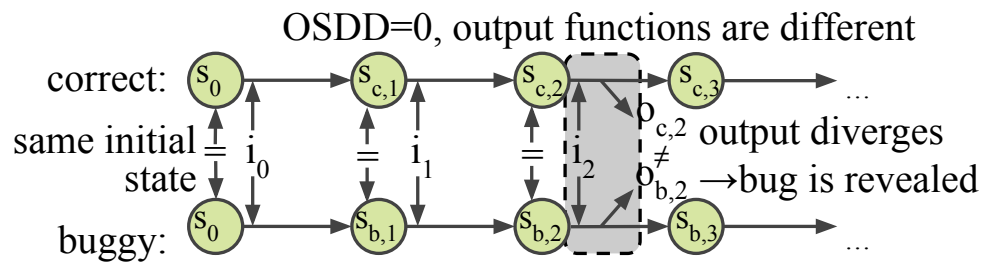 OSDD=0, output functions are different
correct: s0 sc,1 sc,2 sc,3 ...
oc,2 output diverges
same initial state
= i0 = i1 = i2 ≠
ob,2 →bug is revealed
buggy: s0 sb,1 sb,2 sb,3 ...